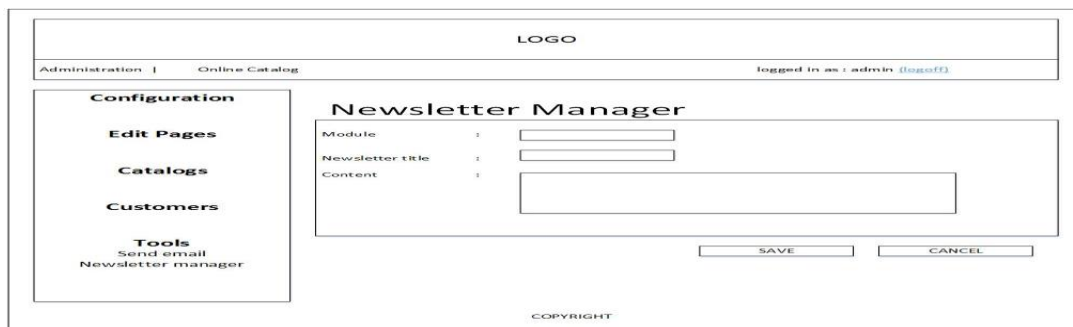 LOGO
Administration | Online Catalog logged in as : admin (logoff)
Configuration
Edit Pages
Catalogs
Customers
Tools
Send email
Newsletter manager
Newsletter Manager
Module :
Newsletter title :
Content :
SAVE CANCEL
COPYRIGHT